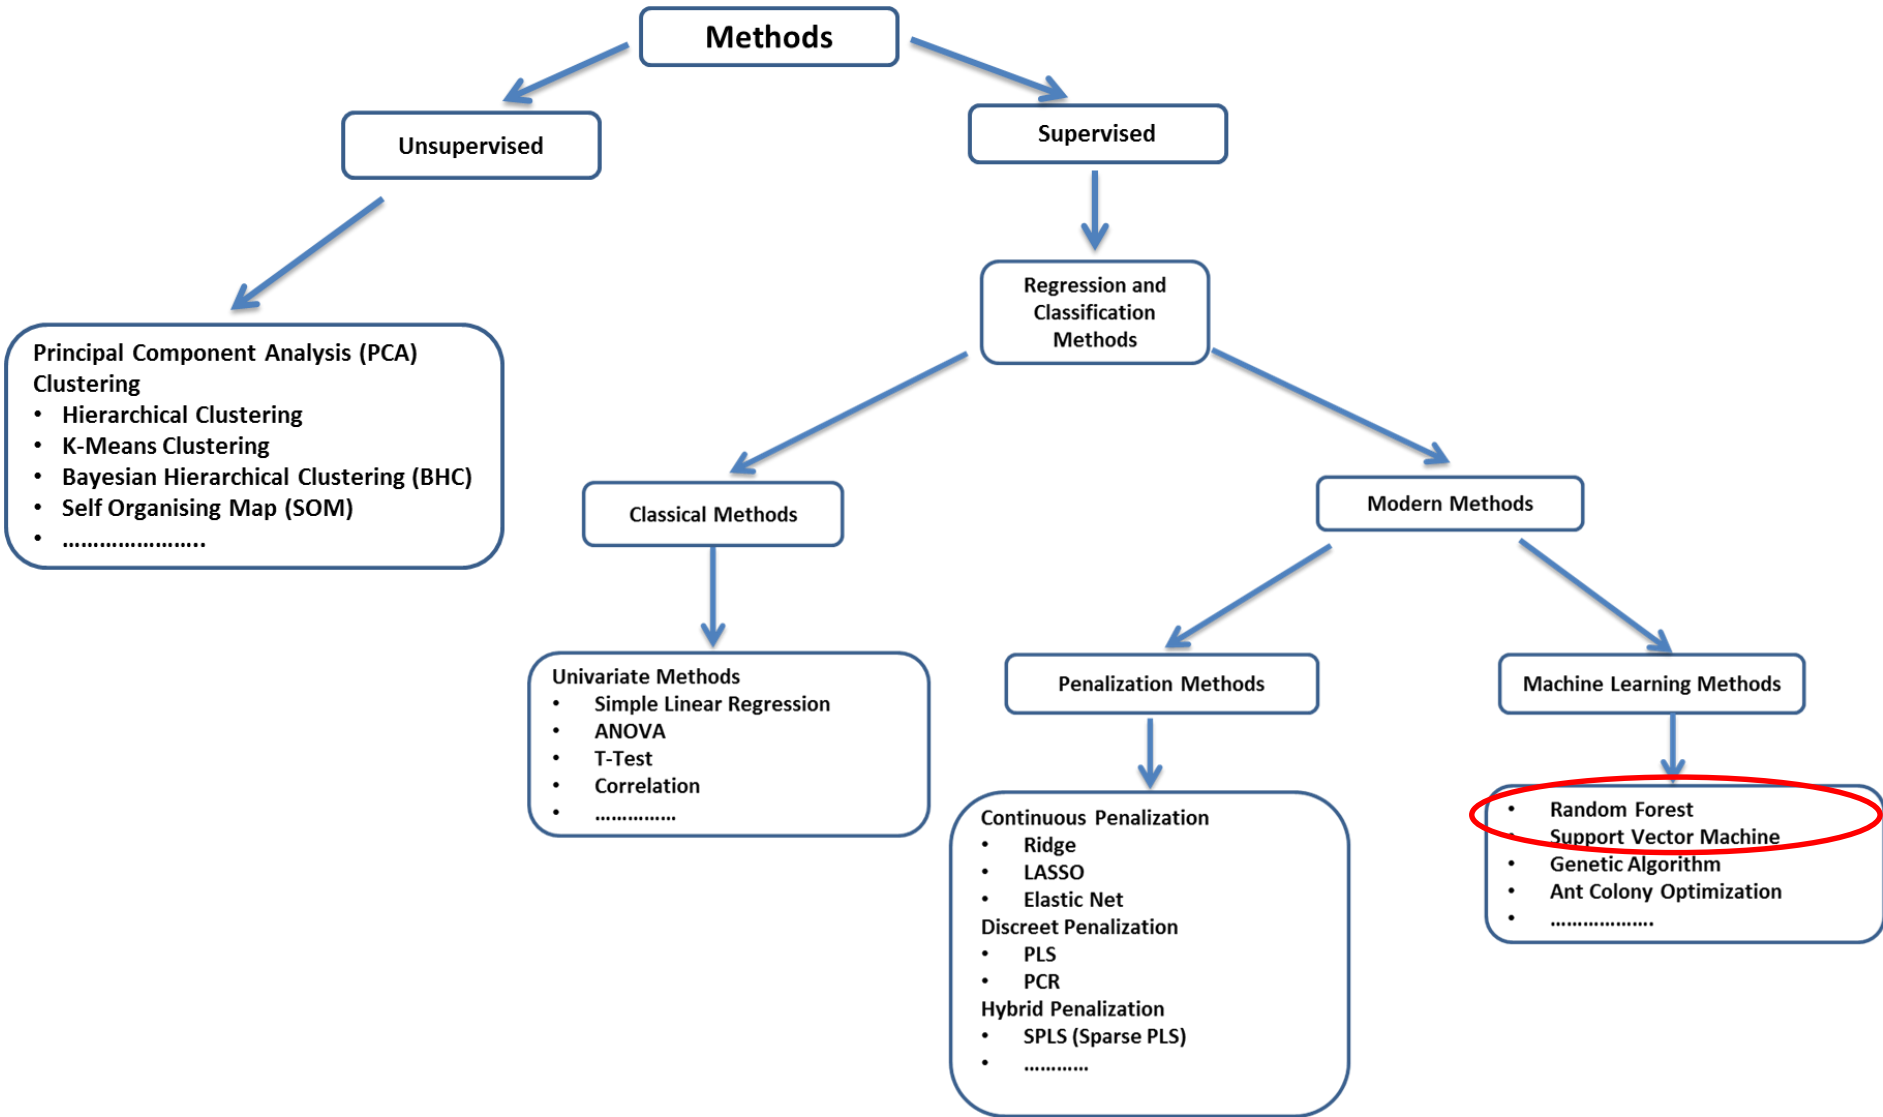 Methods
Unsupervised
Supervised
Regression and
Classification
Methods
Principal Component Analysis (PCA)
Clustering
• Hierarchical Clustering
• K-Means Clustering
• Bayesian Hierarchical Clustering (BHC)
• Self Organising Map (SOM)
• …………………..
Classical Methods
Modern Methods
Univariate Methods
• Simple Linear Regression
• ANOVA
• T-Test
• Correlation
• ……………
Penalization Methods
Machine Learning Methods
Continuous Penalization
• Ridge
• LASSO
• Elastic Net
Discreet Penalization
• PLS
• PCR
Hybrid Penalization
• SPLS (Sparse PLS)
• …………
• Random Forest
• Support Vector Machine
• Genetic Algorithm
• Ant Colony Optimization
• ……………….